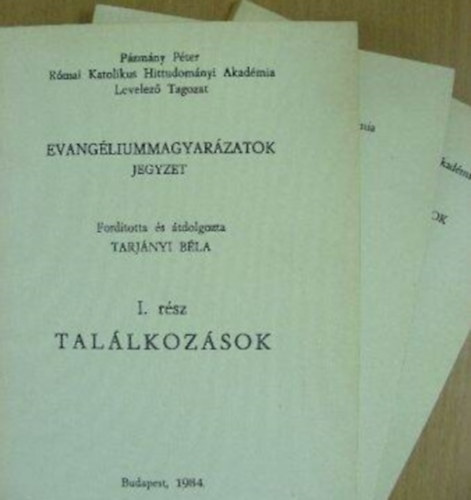 Pázmány Péter
Római Katolikus Hittudományi Akadémia
Levelező Tagozat
EVANGÉLIUMMAGYARÁZATOK
JEGYZET
Fordította és átdolgozta
TARJÁNYI BÉLA
I. rész
TALÁLKOZÁSOK
Budapest, 1984